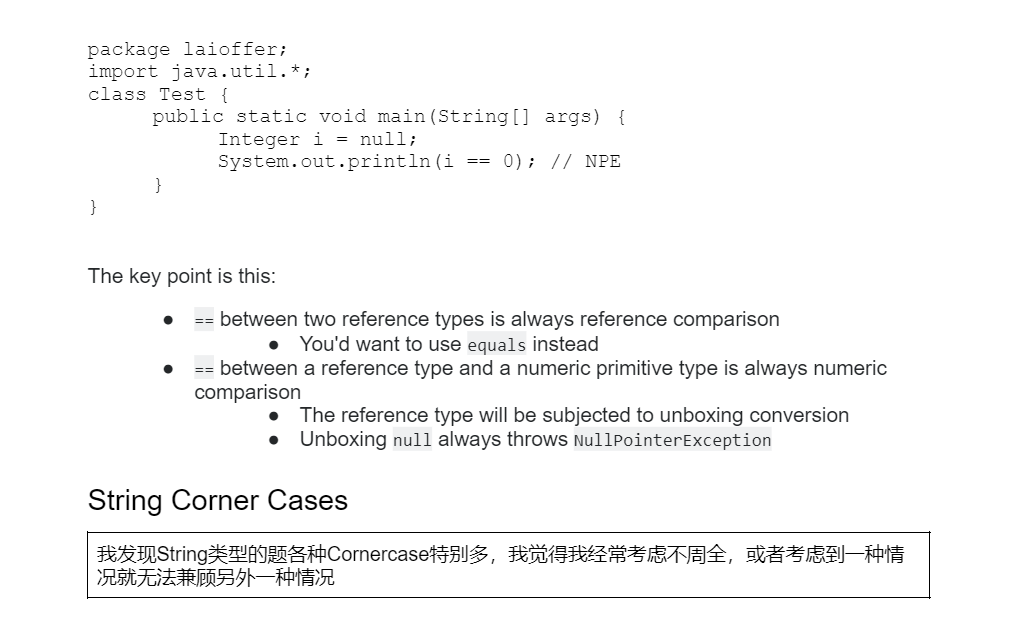 package laioffer;
import java.util.*;
class Test {
public static void main(String[] args) {
Integer i = null;
System.out.println(i == 0); // NPE
}
}
The key point is this:
● == between two reference types is always reference comparison
● You'd want to use equals instead
● == between a reference type and a numeric primitive type is always numeric
comparison
● The reference type will be subjected to unboxing conversion
● Unboxing null always throws NullPointerException
String Corner Cases
我发现String类型的题各种Cornercase特别多，我觉得我经常考虑不周全，或者考虑到一种情
况就无法兼顾另外一种情况